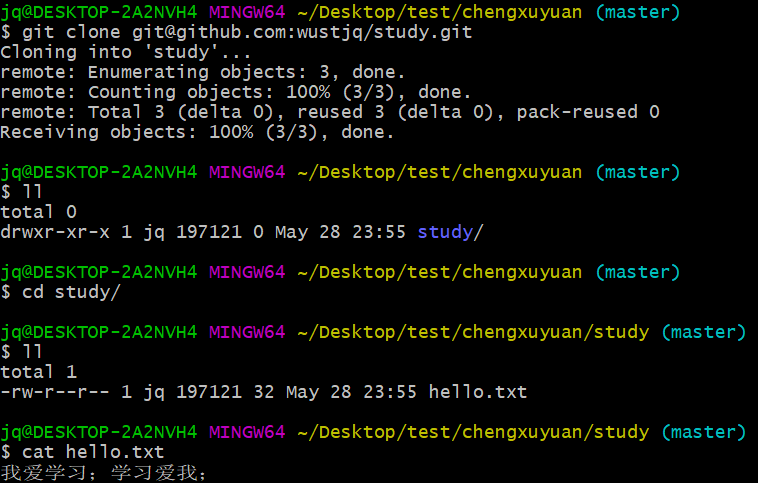 jq@DESKTOP-2A2NVH4 MINGW64 ~/Desktop/test/chengxuyuan (master)
$ git clone git@github.com:wustjq/study.git
Cloning into 'study'...
remote: Enumerating objects: 3, done.
remote: Counting objects: 100% (3/3), done.
remote: Total 3 (delta 0), reused 3 (delta 0), pack-reused 0
Receiving objects: 100% (3/3), done.
jq@DESKTOP-2A2NVH4 MINGW64 ~/Desktop/test/chengxuyuan (master)
$ ll
total 0
drwxr-xr-x 1 jq 197121 0 May 28 23:55 study/
jq@DESKTOP-2A2NVH4 MINGW64 ~/Desktop/test/chengxuyuan (master)
$ cd study/
jq@DESKTOP-2A2NVH4 MINGW64 ~/Desktop/test/chengxuyuan/study (master)
$ ll
total 1
-rw-r--r-- 1 jq 197121 32 May 28 23:55 hello.txt
jq@DESKTOP-2A2NVH4 MINGW64 ~/Desktop/test/chengxuyuan/study (master)
$ cat hello.txt
我爱学习；学习爱我；